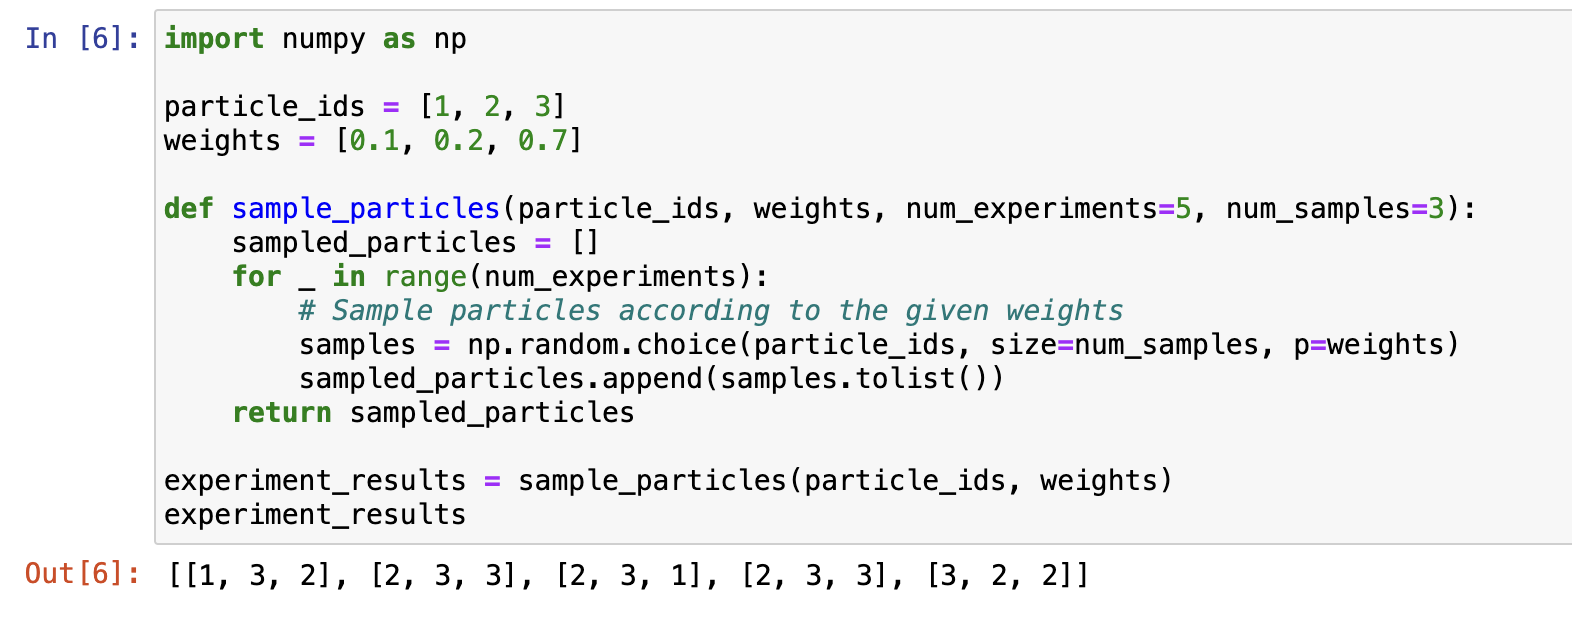 In [6]: import numpy as np
particle_ids = [1, 2, 3]
weights = [0.1, 0.2, 0.7]
def sample_particles(particle_ids, weights, num_experiments=5, num_samples=3):
    sampled_particles = []
    for _ in range(num_experiments):
        # Sample particles according to the given weights
        samples = np.random.choice(particle_ids, size=num_samples, p=weights)
        sampled_particles.append(samples.tolist())
    return sampled_particles
experiment_results = sample_particles(particle_ids, weights)
experiment_results
Out[6]: [[1, 3, 2], [2, 3, 3], [2, 3, 1], [2, 3, 3], [3, 2, 2]]